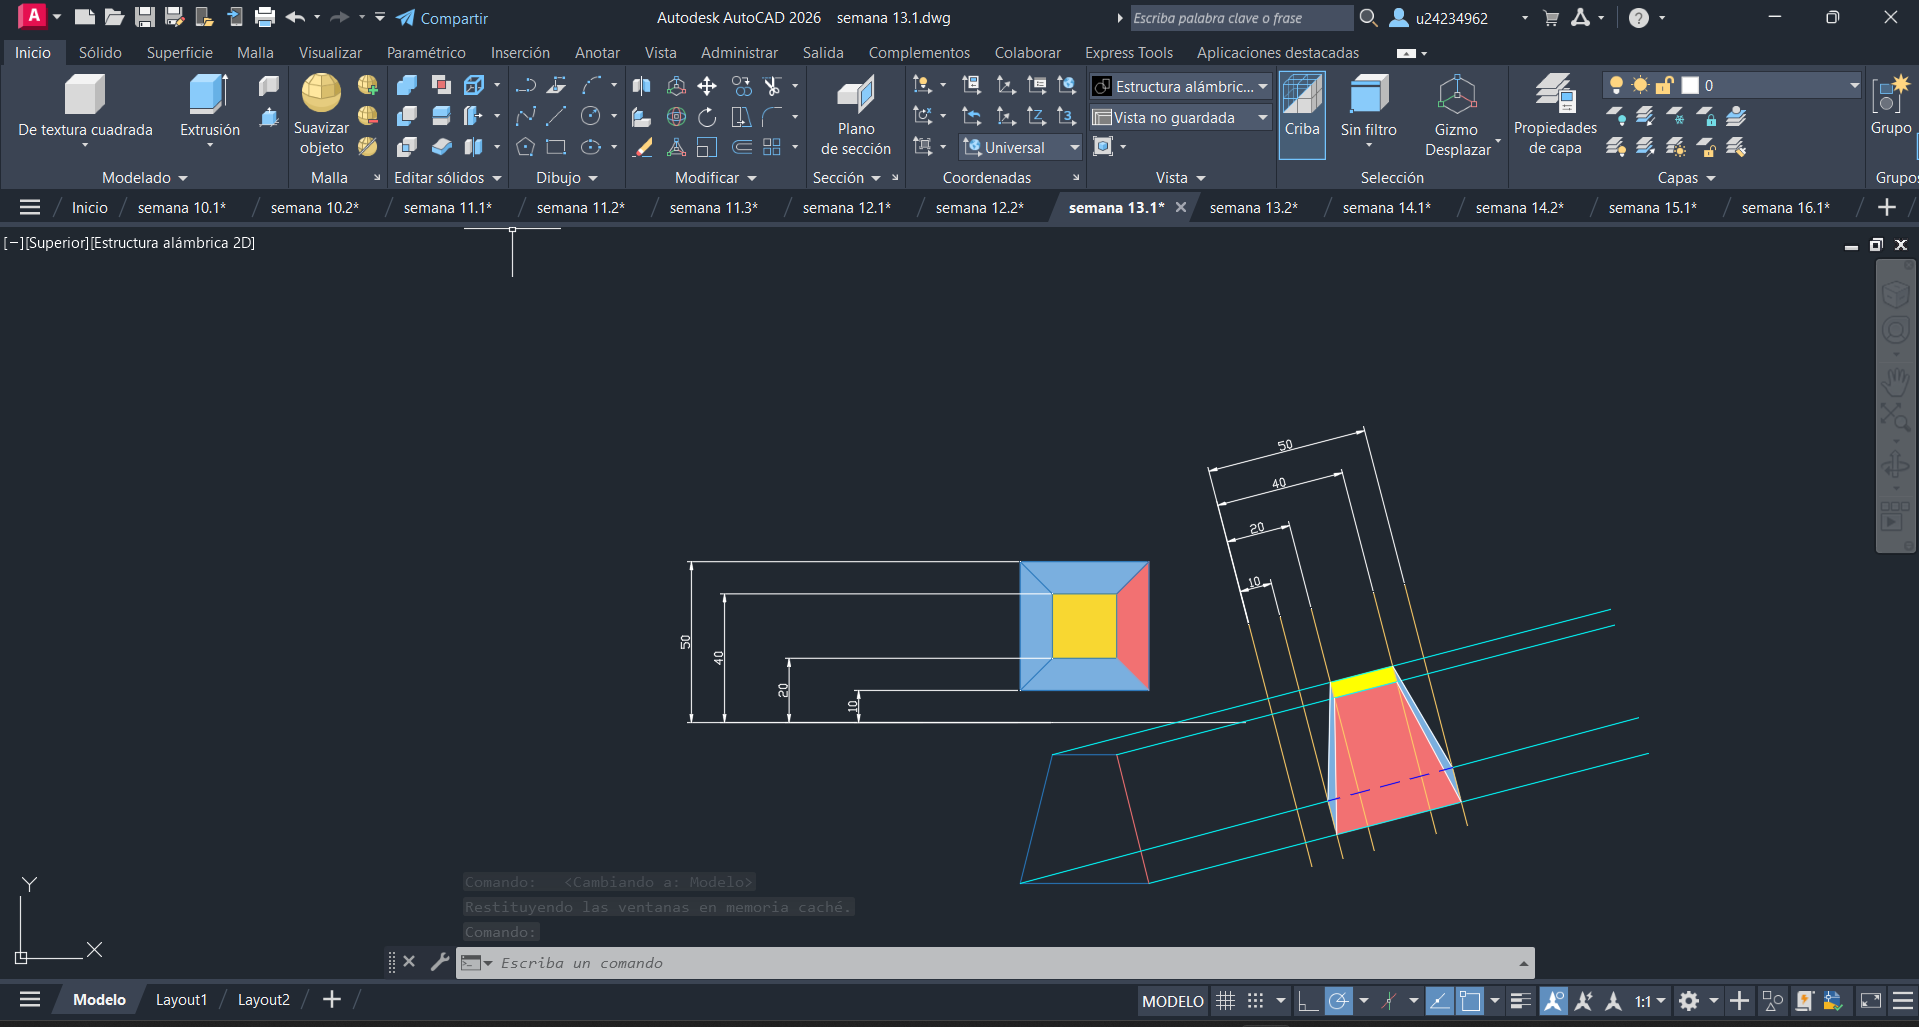 A Compartir Autodesk AutoCAD 2026 semana 13.1.dwg Escriba palabra clave o frase u24234962
Inicio Sólido Superficie Malla Visualizar Paramétrico Inserción Anotar Vista Administrar Salida Complementos Colaborar Express Tools Aplicaciones destacadas
De textura cuadrada
Extrusión
Suavizar
objeto
Plano
de sección
Universal
Estructura alámbric...
Vista no guardada
Criba
Sin filtro
Gizmo
Desplazar
Propiedades
de capa
0
Grupo
Modelado Malla Editar sólidos Dibujo Modificar Sección Coordenadas Vista Selección Capas Grupos
Inicio semana 10.1* semana 10.2* semana 11.1* semana 11.2* semana 11.3* semana 12.1* semana 12.2* semana 13.1* semana 13.2* semana 14.1* semana 14.2* semana 15.1* semana 16.1*
[−][Superior][Estructura alámbrica 2D]
50
40
20
10
50
40
20
10
Y
X
Comando: <Cambiando a: Modelo>
Restituyendo las ventanas en memoria caché.
Comando:
Escriba un comando
Modelo Layout1 Layout2 MODELO 1:1